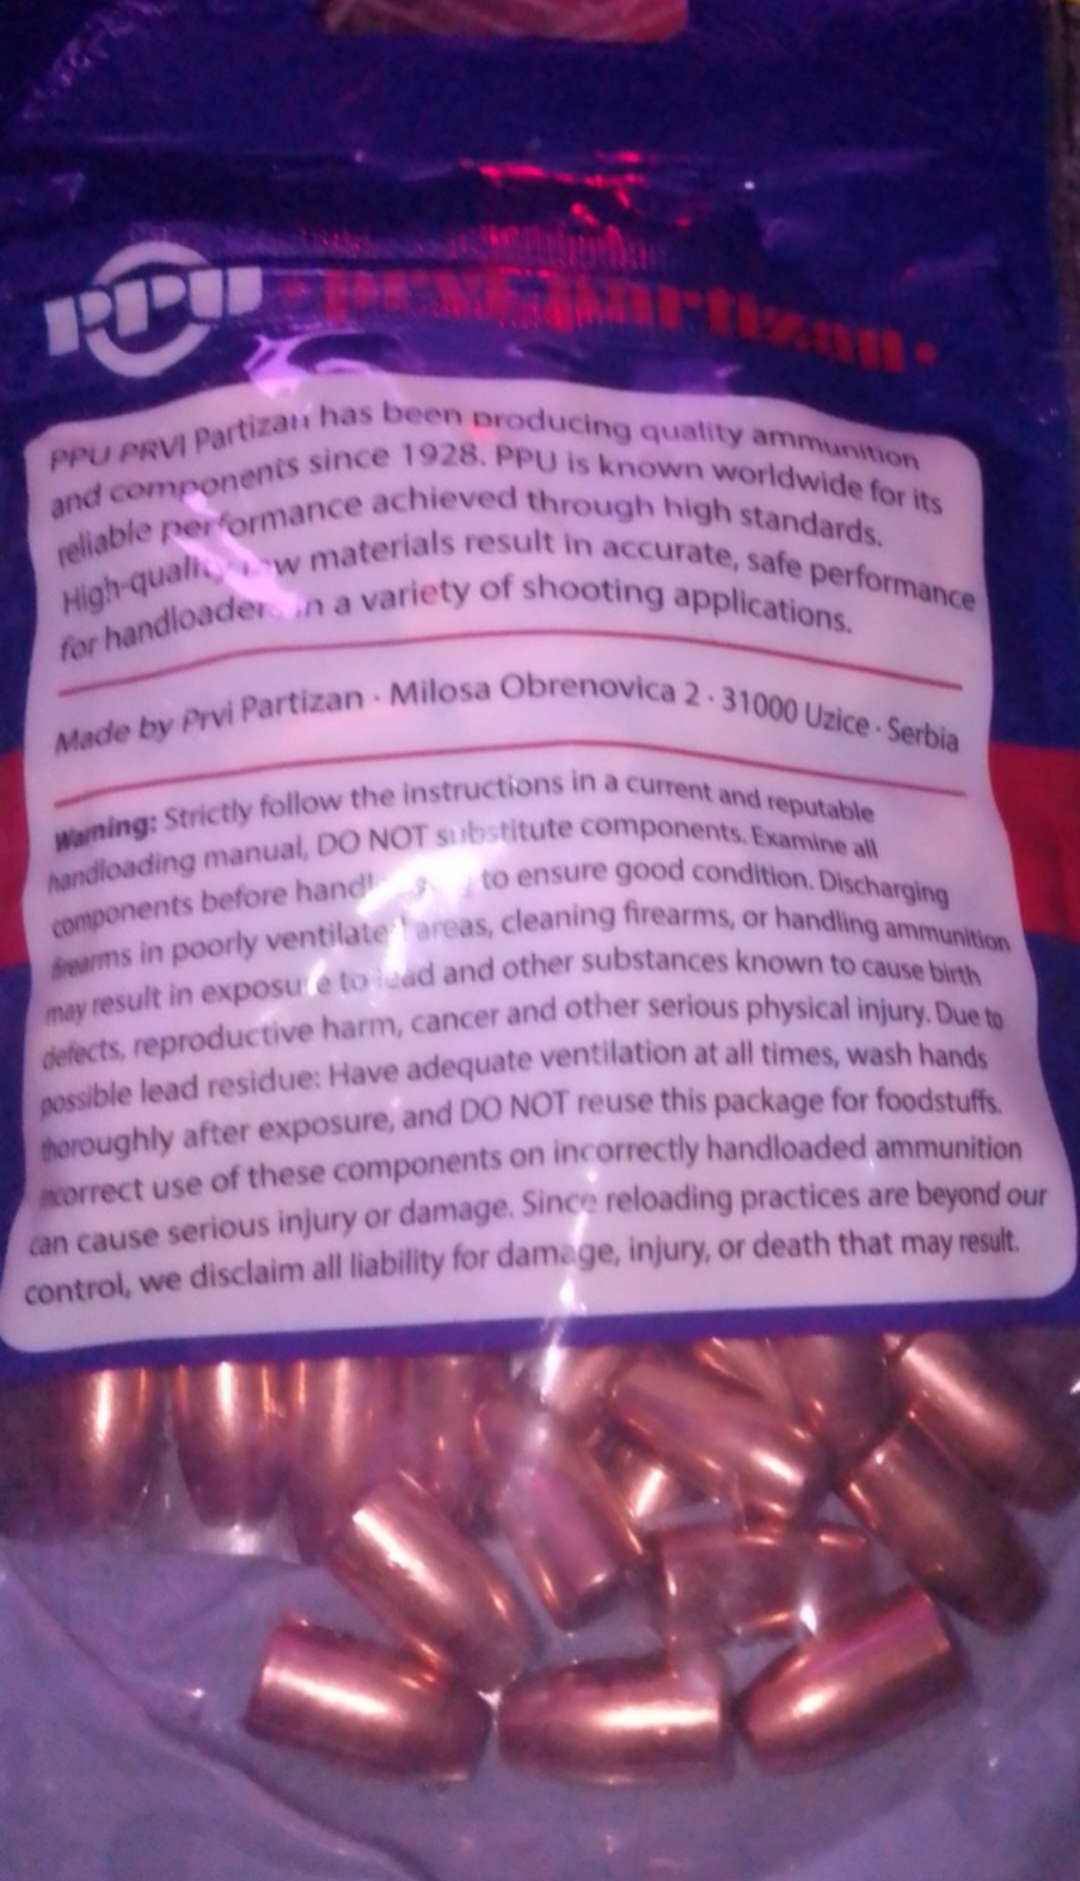 PPU · prvi partizan ·
PPU PRVI Partizan has been producing quality ammunition
and components since 1928. PPU is known worldwide for its
reliable performance achieved through high standards.
High-quality raw materials result in accurate, safe performance
for handloaders in a variety of shooting applications.
Made by Prvi Partizan · Milosa Obrenovica 2 · 31000 Uzice · Serbia
Warning: Strictly follow the instructions in a current and reputable
handloading manual, DO NOT substitute components. Examine all
components before handloading to ensure good condition. Discharging
firearms in poorly ventilated areas, cleaning firearms, or handling ammunition
may result in exposure to lead and other substances known to cause birth
defects, reproductive harm, cancer and other serious physical injury. Due to
possible lead residue: Have adequate ventilation at all times, wash hands
thoroughly after exposure, and DO NOT reuse this package for foodstuffs.
Incorrect use of these components on incorrectly handloaded ammunition
can cause serious injury or damage. Since reloading practices are beyond our
control, we disclaim all liability for damage, injury, or death that may result.